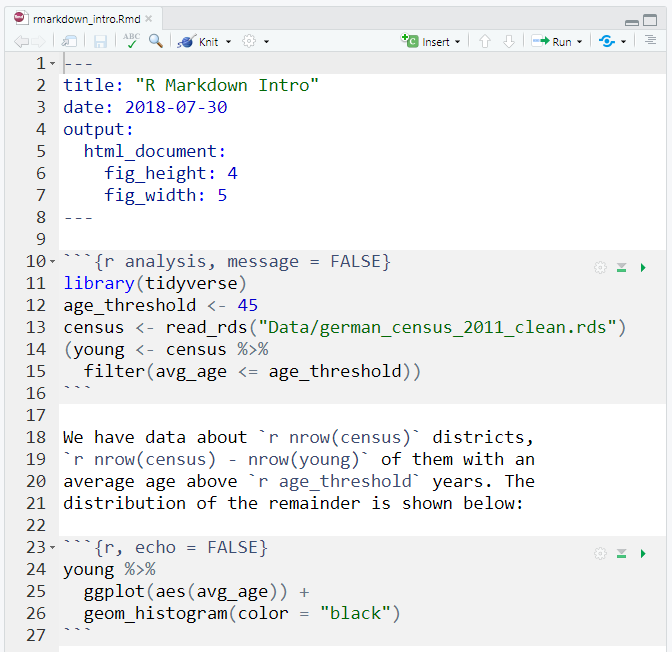 rmarkdown_intro.Rmd
ABC Knit Insert Run
1 ---
2 title: "R Markdown Intro"
3 date: 2018-07-30
4 output:
5   html_document:
6     fig_height: 4
7     fig_width: 5
8 ---
9
10 ```{r analysis, message = FALSE}
11 library(tidyverse)
12 age_threshold <- 45
13 census <- read_rds("Data/german_census_2011_clean.rds")
14 (young <- census %>%
15   filter(avg_age <= age_threshold))
16 ```
17
18 We have data about `r nrow(census)` districts,
19 `r nrow(census) - nrow(young)` of them with an
20 average age above `r age_threshold` years. The
21 distribution of the remainder is shown below:
22
23 ```{r, echo = FALSE}
24 young %>%
25   ggplot(aes(avg_age)) +
26   geom_histogram(color = "black")
27 ```